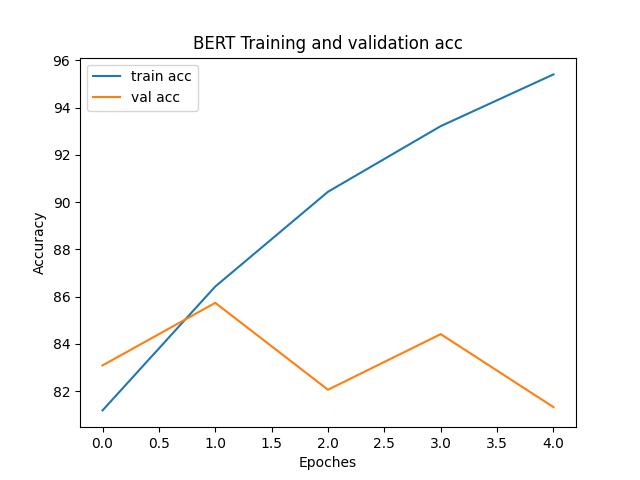 BERT Training and validation acc
train acc
val acc
96
94
92
90
88
86
84
82
Accuracy
0.0 0.5 1.0 1.5 2.0 2.5 3.0 3.5 4.0
Epoches